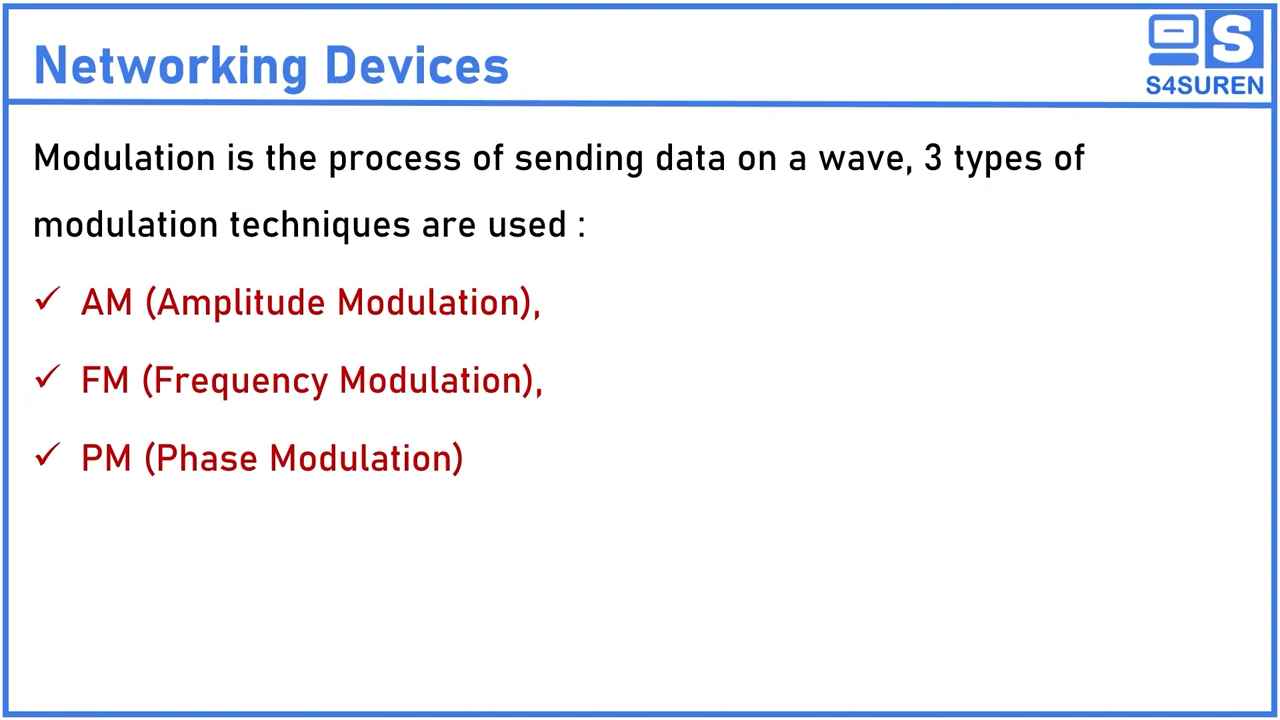 Networking Devices
S
S4SUREN
Modulation is the process of sending data on a wave, 3 types of
modulation techniques are used :
✓ AM (Amplitude Modulation),
✓ FM (Frequency Modulation),
✓ PM (Phase Modulation)